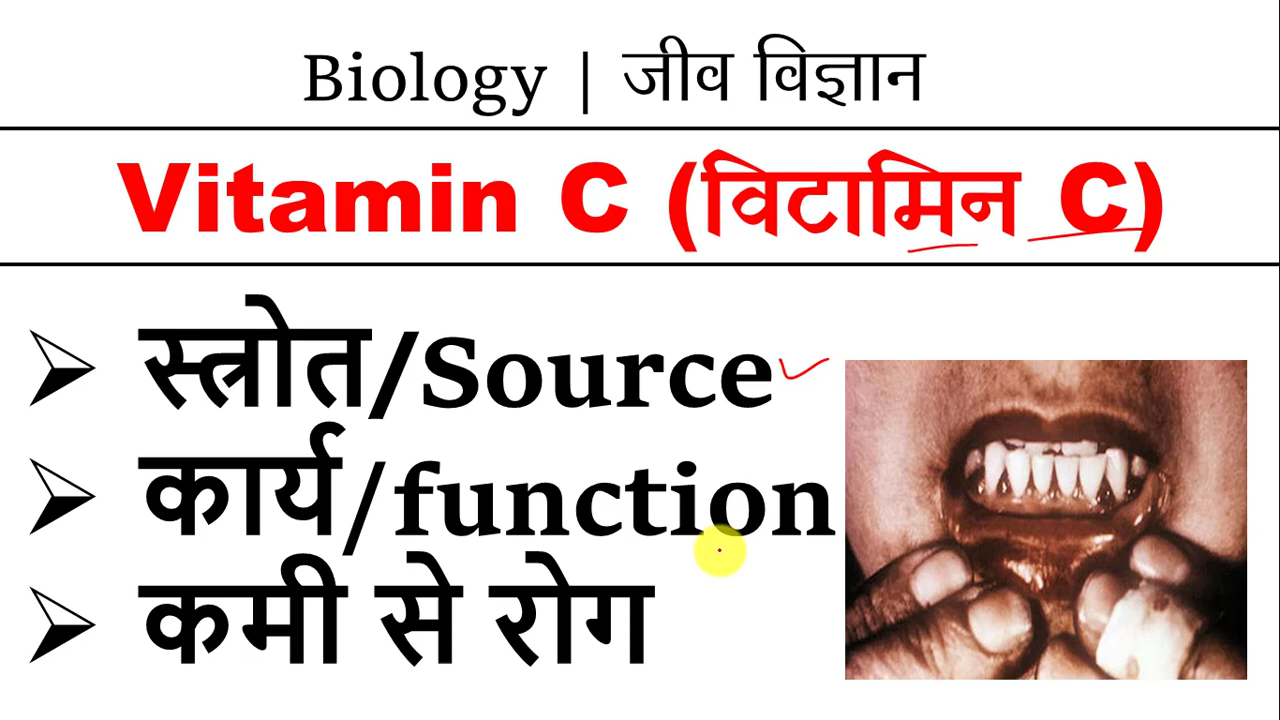 Biology | जीव विज्ञान
Vitamin C (विटामिन C)
स्त्रोत/Source
कार्य/function
कमी से रोग